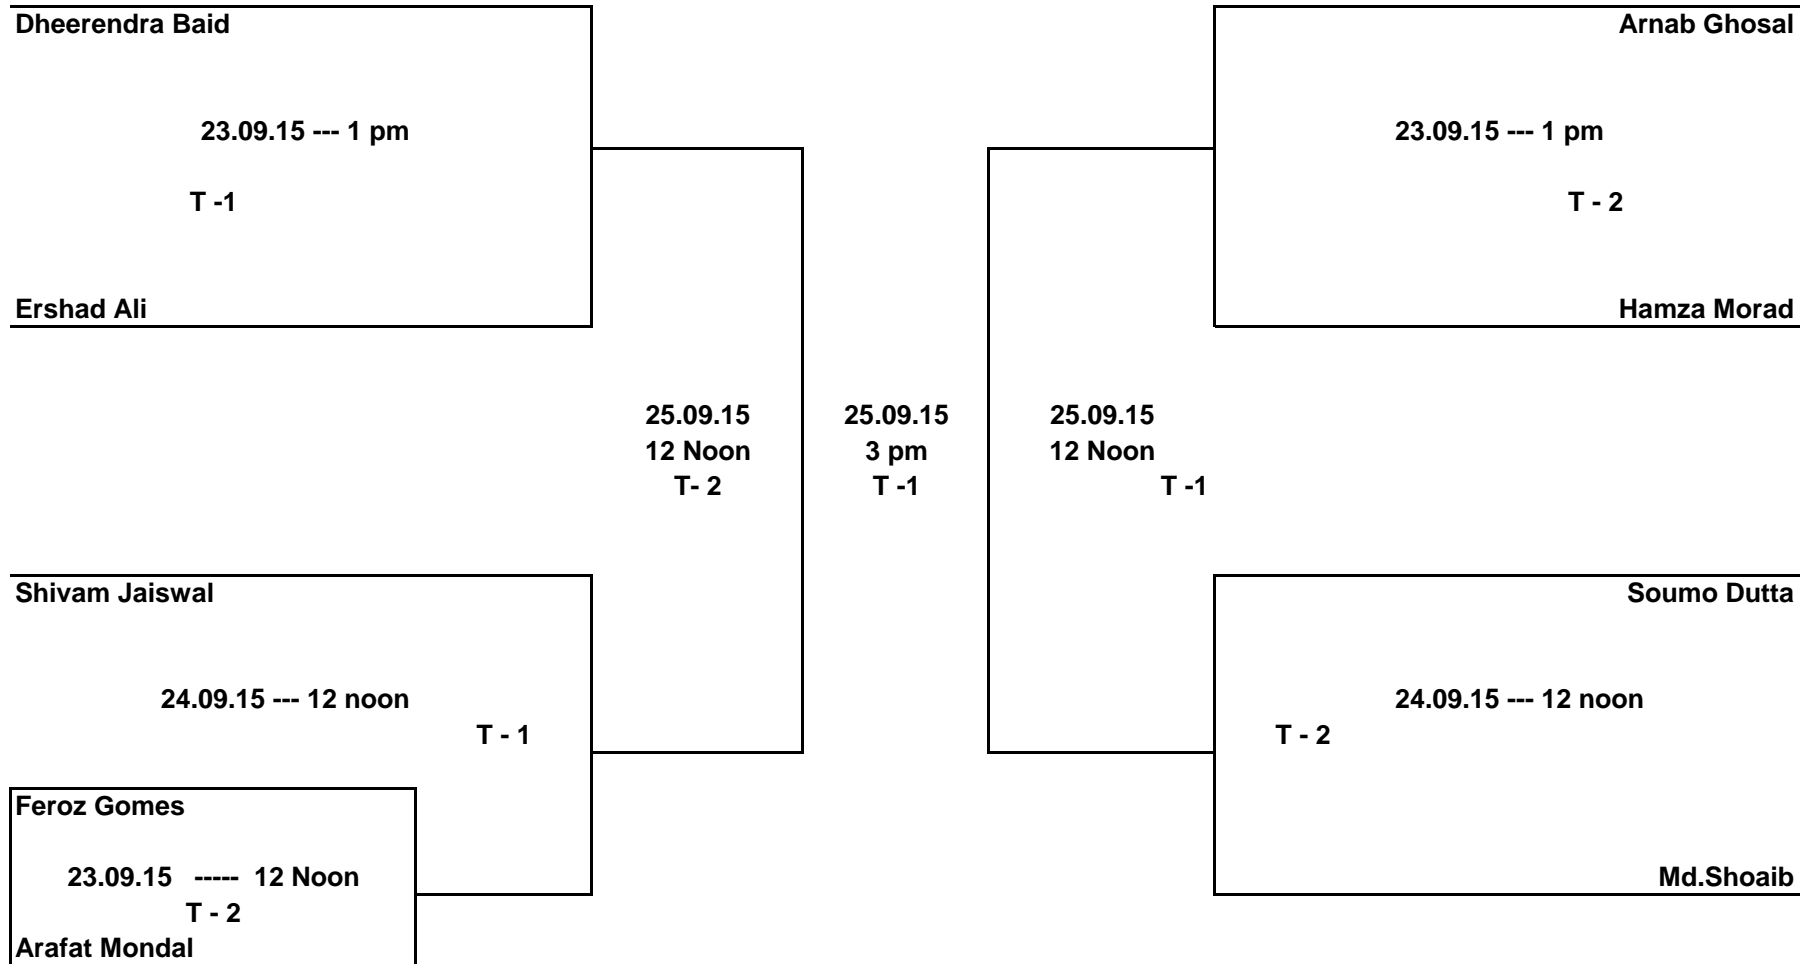 Dheerendra Baid
Arnab Ghosal
23.09.15 --- 1 pm
23.09.15 --- 1 pm
T -1
T - 2
Ershad Ali
Hamza Morad
25.09.15
25.09.15
25.09.15
12 Noon
3 pm
12 Noon
T- 2
T -1
T -1
Shivam Jaiswal
Soumo Dutta
24.09.15 --- 12 noon
24.09.15 --- 12 noon
T - 1
T - 2
Feroz Gomes
23.09.15 ----- 12 Noon
Md.Shoaib
T - 2
Arafat Mondal